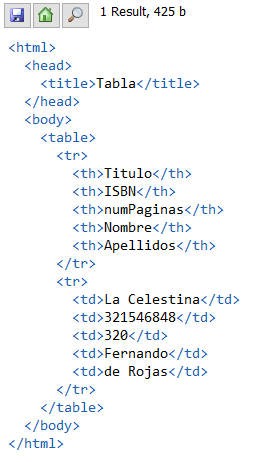 1 Result, 425 b
<html>
  <head>
    <title>Tabla</title>
  </head>
  <body>
    <table>
      <tr>
        <th>Titulo</th>
        <th>ISBN</th>
        <th>numPaginas</th>
        <th>Nombre</th>
        <th>Apellidos</th>
      </tr>
      <tr>
        <td>La Celestina</td>
        <td>321546848</td>
        <td>320</td>
        <td>Fernando</td>
        <td>de Rojas</td>
      </tr>
    </table>
  </body>
</html>